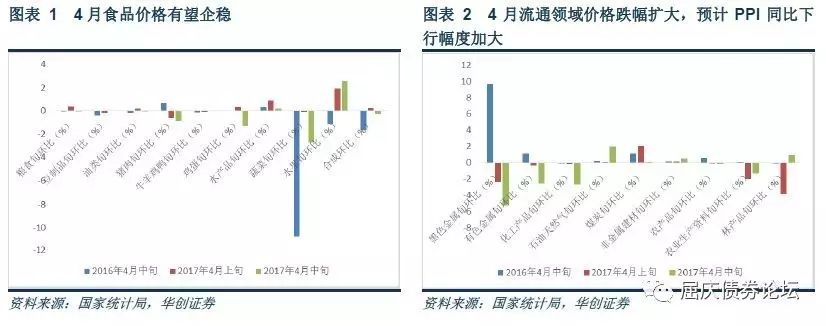 图表 1 4 月食品价格有望企稳
4
2
0
-2
-4
-6
-8
-10
-12
粮食旬环比（%）
豆制品旬环比（%）
油类旬环比（%）
猪肉旬环比（%）
牛羊鸡鸭旬环比（%）
鸡蛋旬环比（%）
水产品旬环比（%）
蔬菜旬环比（%）
水果旬环比（%）
合成环比（%）
2016年4月中旬 2017年4月上旬 2017年4月中旬
资料来源：国家统计局，华创证券
图表 2 4 月流通领域价格跌幅扩大，预计 PPI 同比下
行幅度加大
12
10
8
6
4
2
0
-2
-4
-6
-8
黑色金属旬环比（%）
有色金属旬环比（%）
化工产品旬环比（%）
石油天然气旬环比（%）
煤炭旬环比（%）
非金属建材旬环比（%）
农产品旬环比（%）
农业生产资料旬环比（%）
林产品旬环比（%）
2016年4月中旬 2017年4月上旬 2017年4月中旬
资料来源：国家统计局，华创证券
屈庆债券论坛